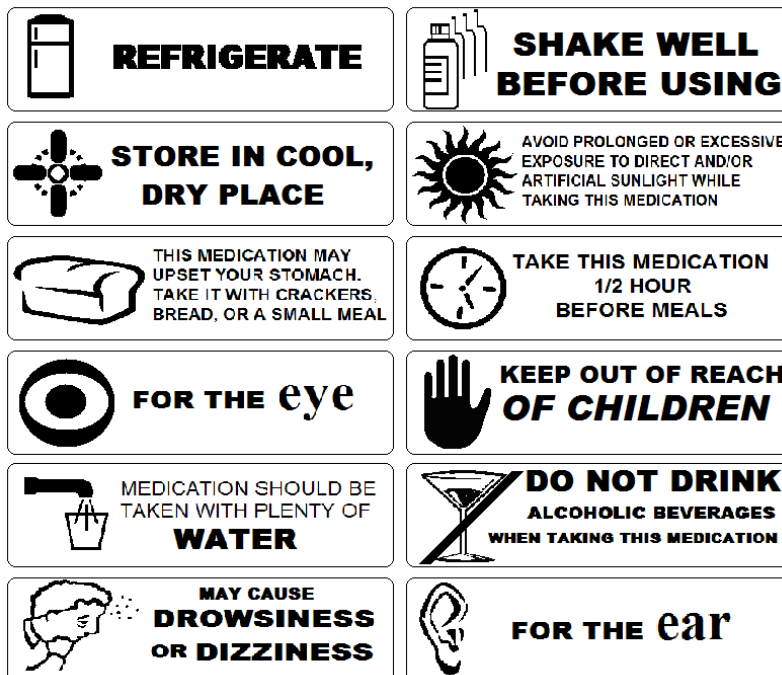 REFRIGERATE
SHAKE WELL
BEFORE USING
STORE IN COOL,
DRY PLACE
AVOID PROLONGED OR EXCESSIVE
EXPOSURE TO DIRECT AND/OR
ARTIFICIAL SUNLIGHT WHILE
TAKING THIS MEDICATION
THIS MEDICATION MAY
UPSET YOUR STOMACH.
TAKE IT WITH CRACKERS,
BREAD, OR A SMALL MEAL
TAKE THIS MEDICATION
1/2 HOUR
BEFORE MEALS
FOR THE eye
KEEP OUT OF REACH
OF CHILDREN
MEDICATION SHOULD BE
TAKEN WITH PLENTY OF
WATER
DO NOT DRINK
ALCOHOLIC BEVERAGES
WHEN TAKING THIS MEDICATION
MAY CAUSE
DROWSINESS
OR DIZZINESS
FOR THE ear